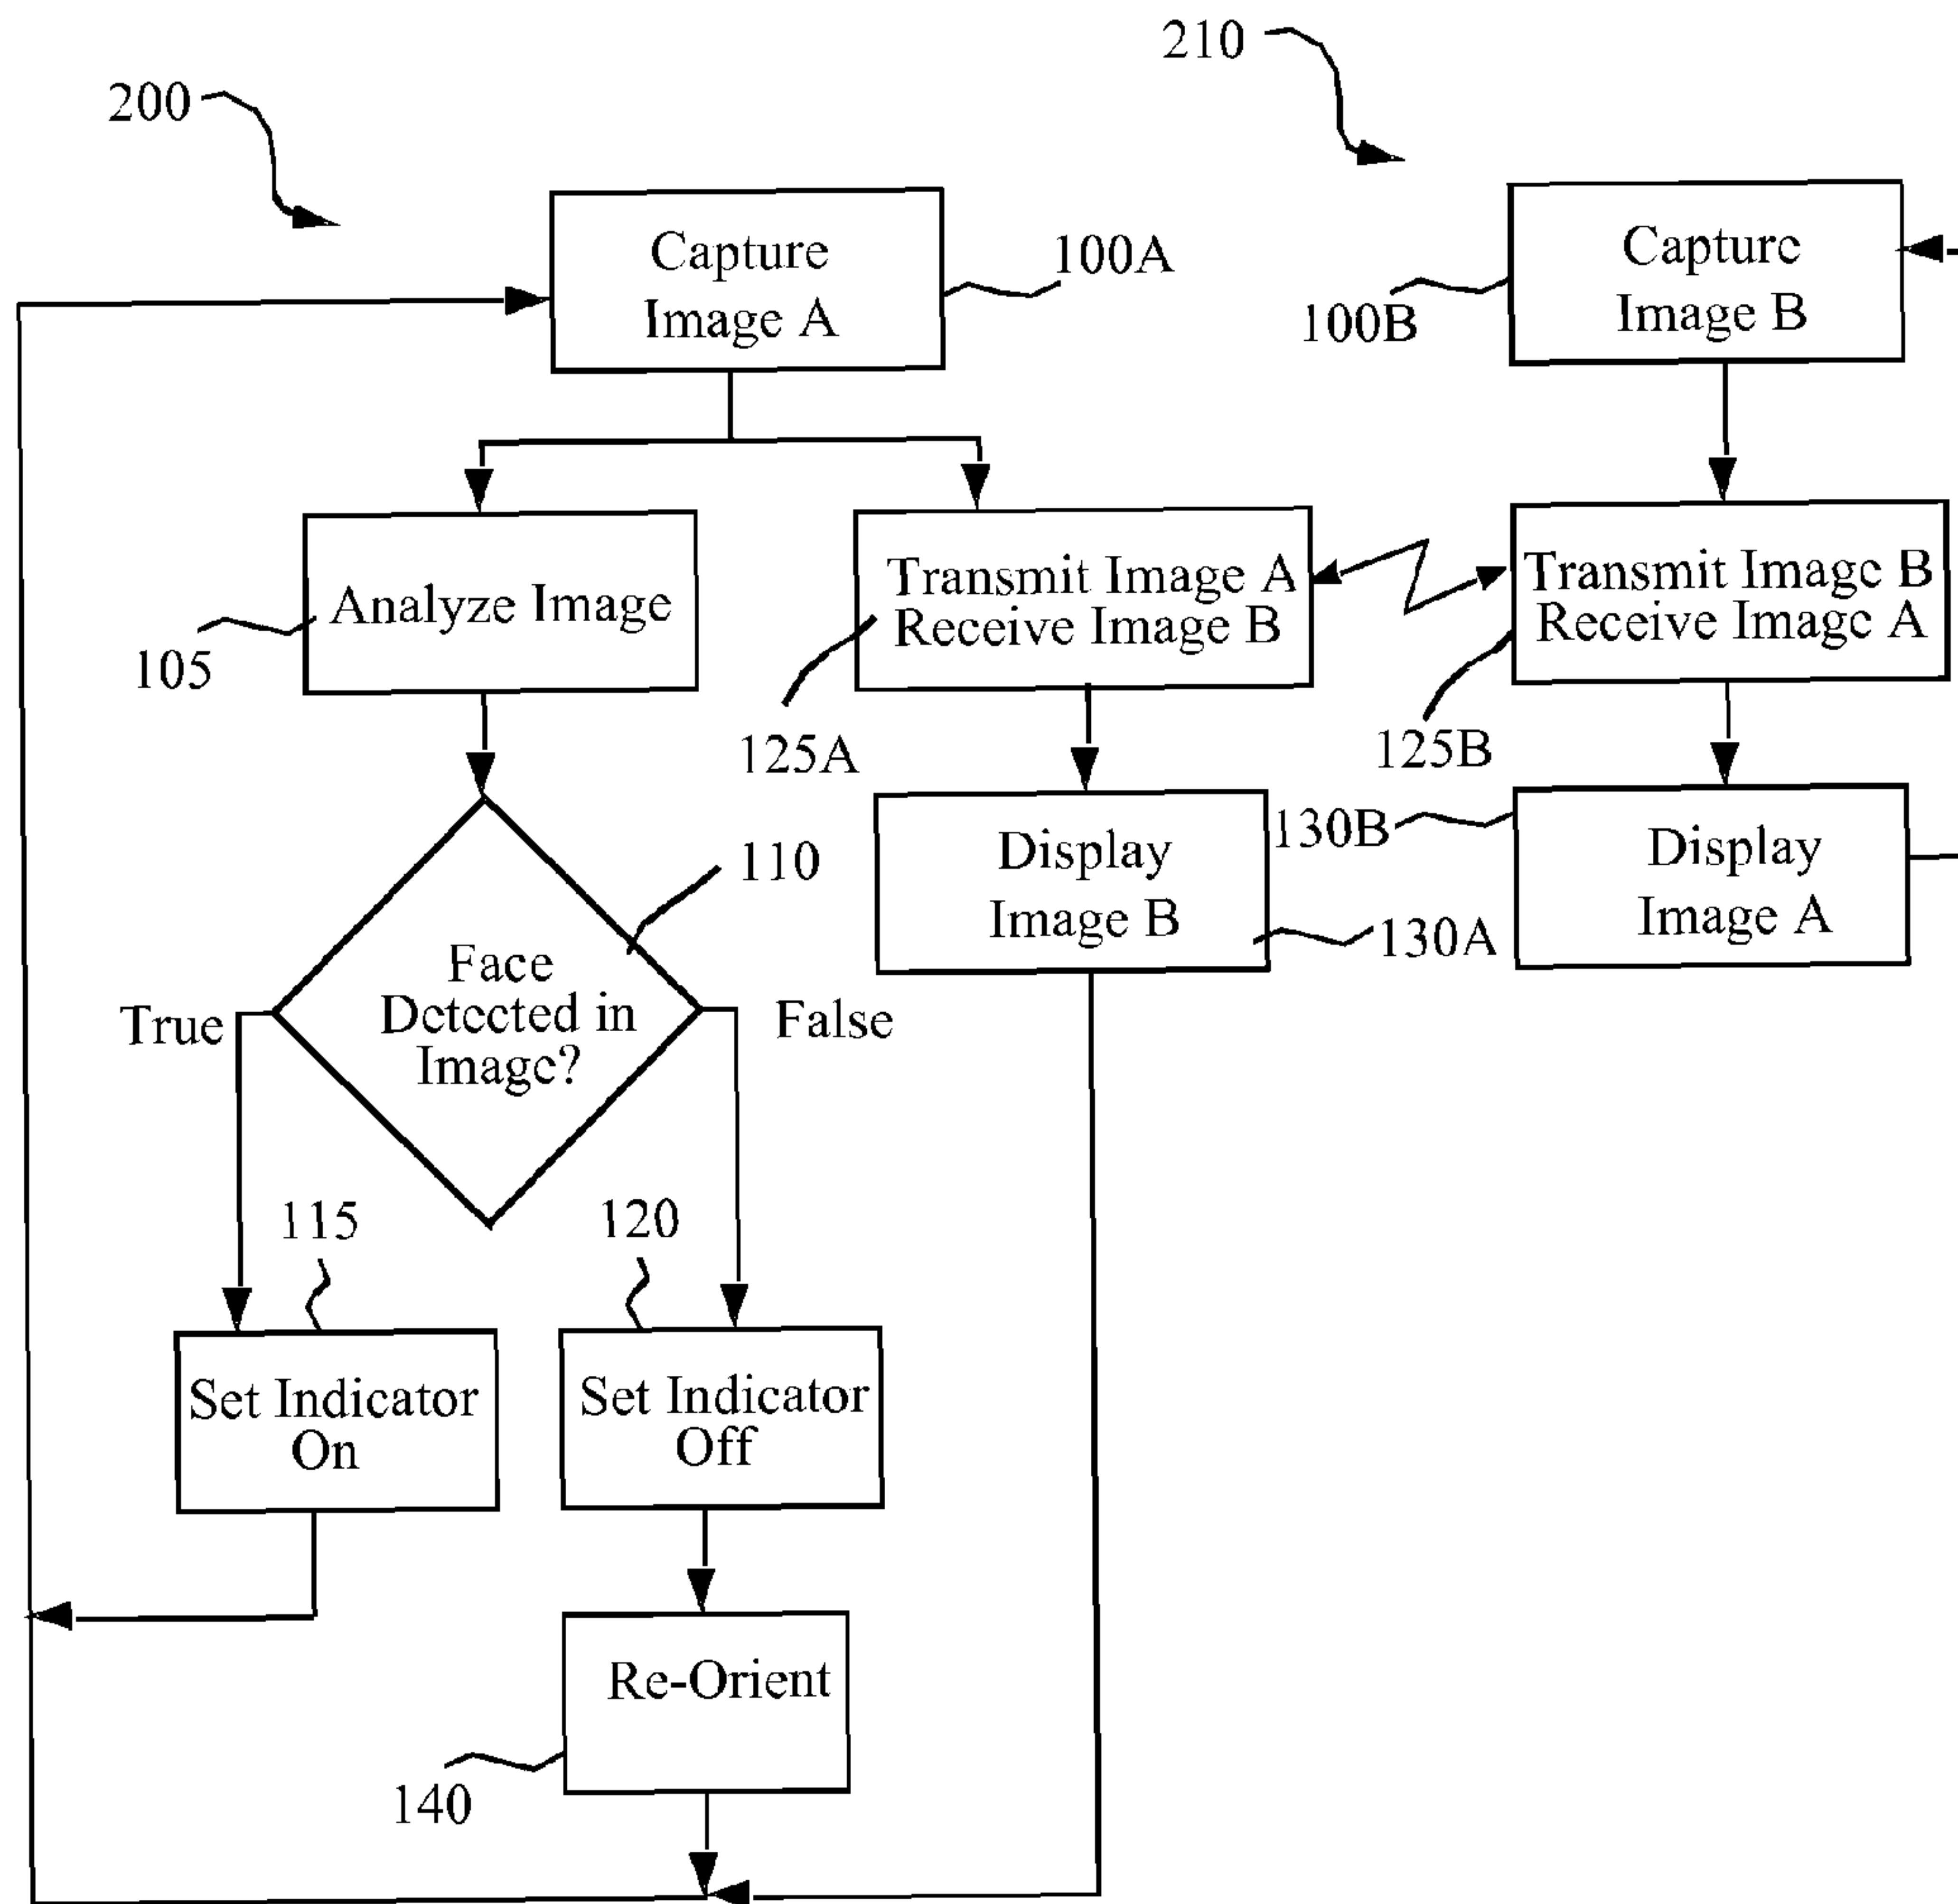 210
200
Capture
Image A
100A
Capture
Image B
100B
Analyze Image
105
Transmit Image A
Receive Image B
125A
Transmit Image B
Receive Image A
125B
Display
Image B
130A
130B
Display
Image A
110
Face
Detected in
Image?
True
False
115
120
Set Indicator
On
Set Indicator
Off
Re-Orient
140